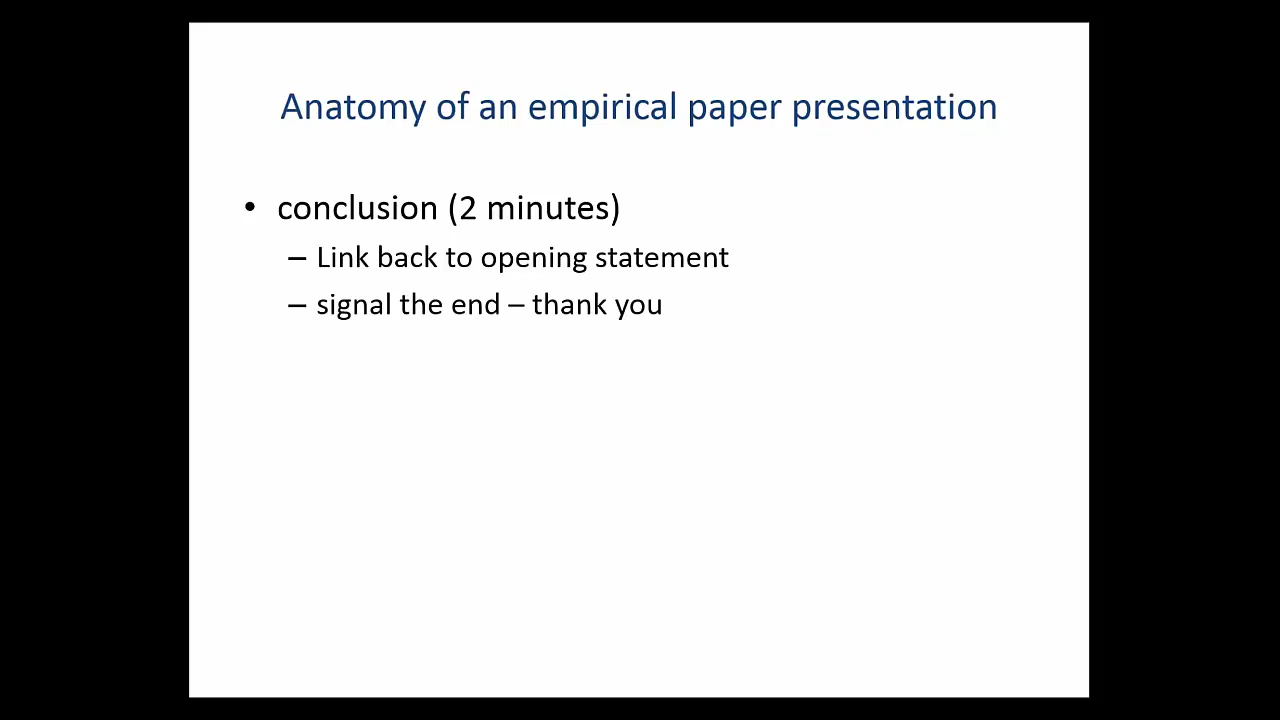 Anatomy of an empirical paper presentation
• conclusion (2 minutes)
– Link back to opening statement
– signal the end – thank you